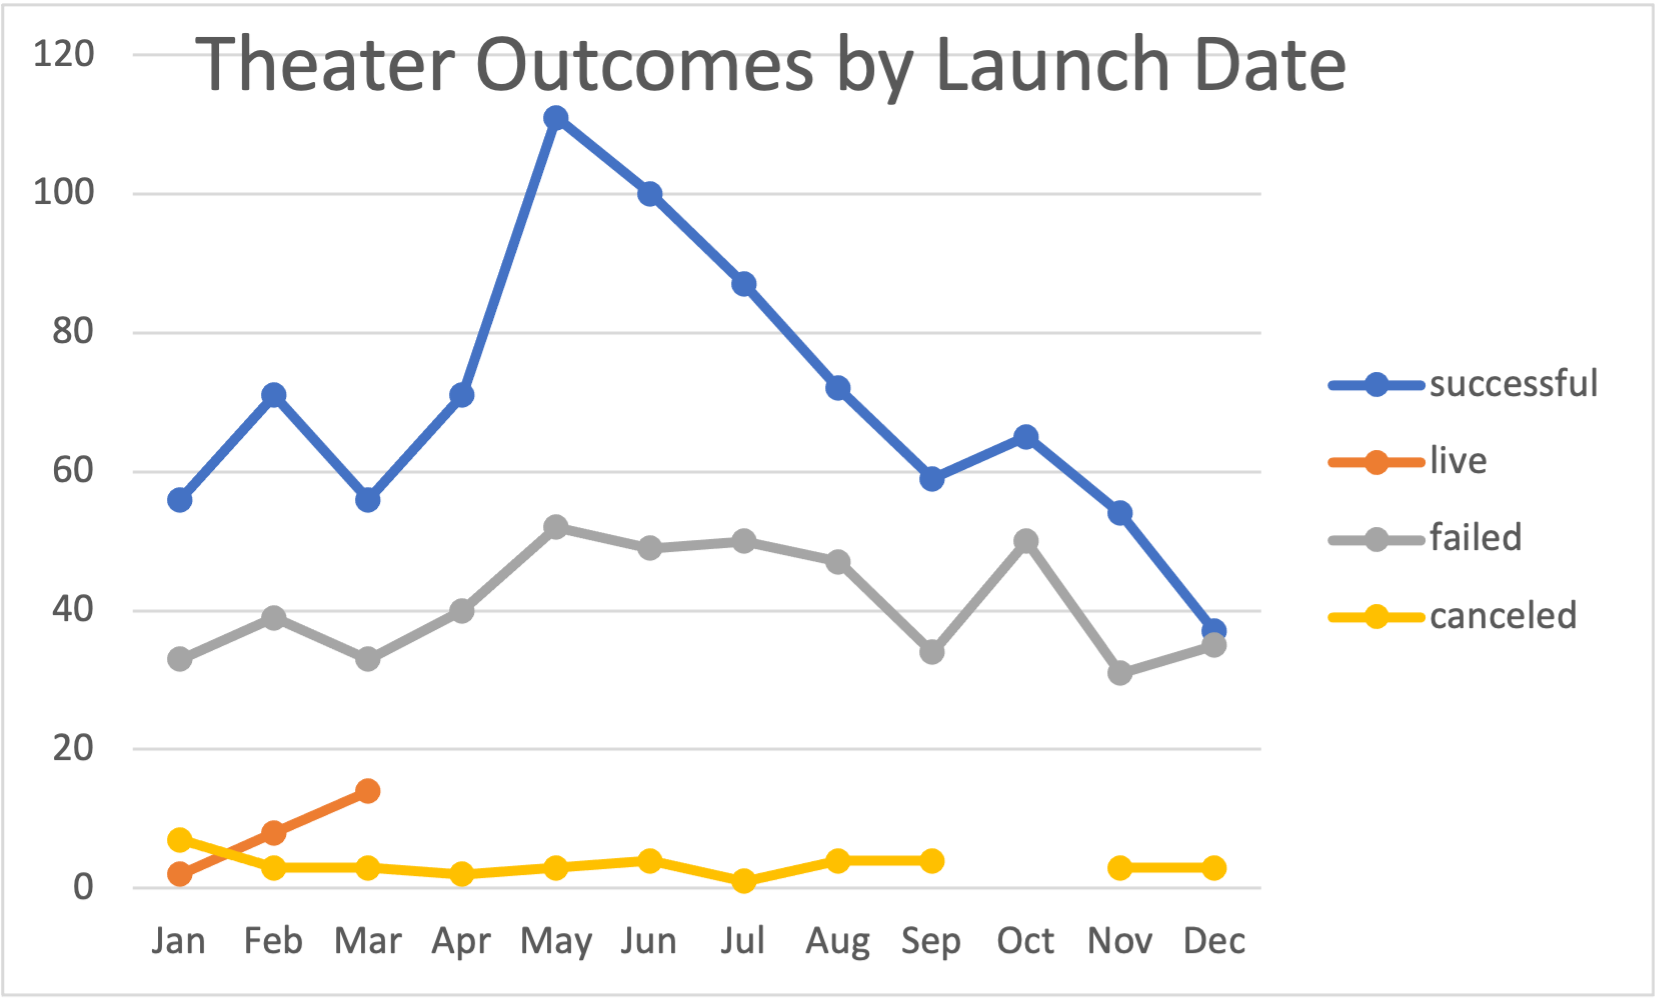 Theater Outcomes by Launch Date
120
100
80
60
40
20
0
Jan Feb Mar Apr May Jun Jul Aug Sep Oct Nov Dec
successful
live
failed
canceled